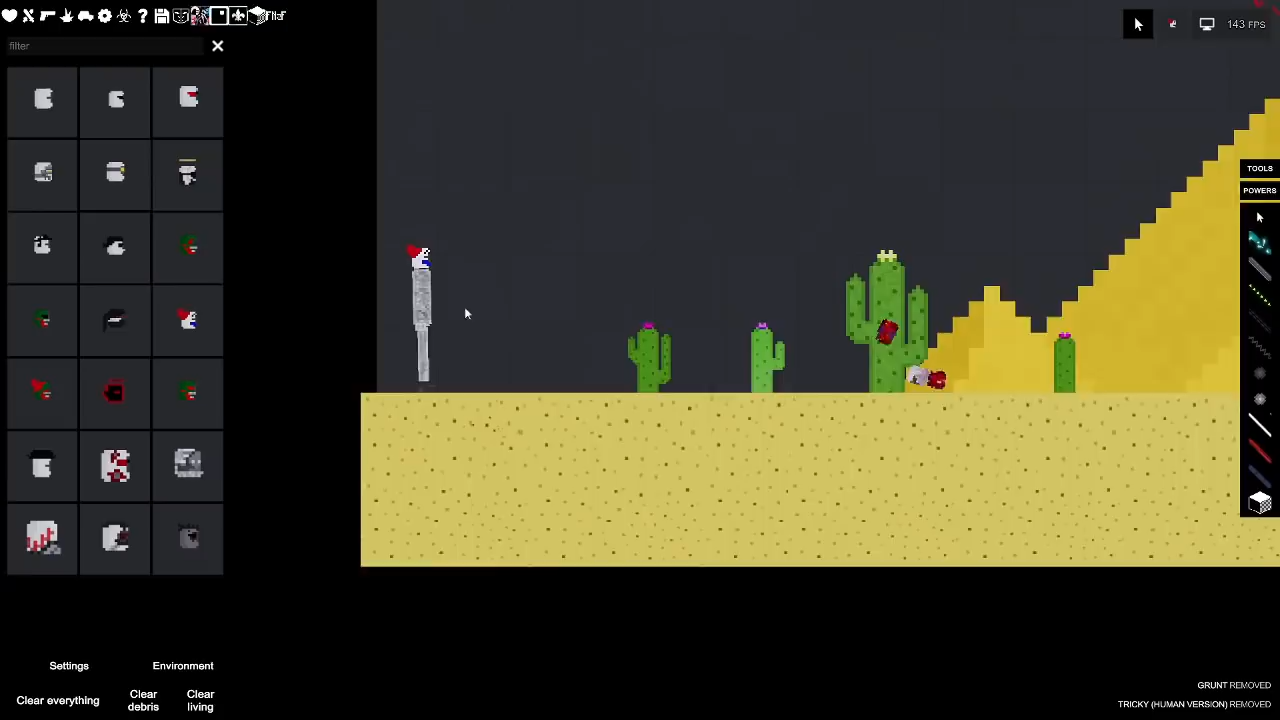 143 FPS
filter
TOOLS
POWERS
Settings
Environment
Clear everything
Clear debris
Clear living
GRUNT REMOVED
TRICKY (HUMAN VERSION) REMOVED